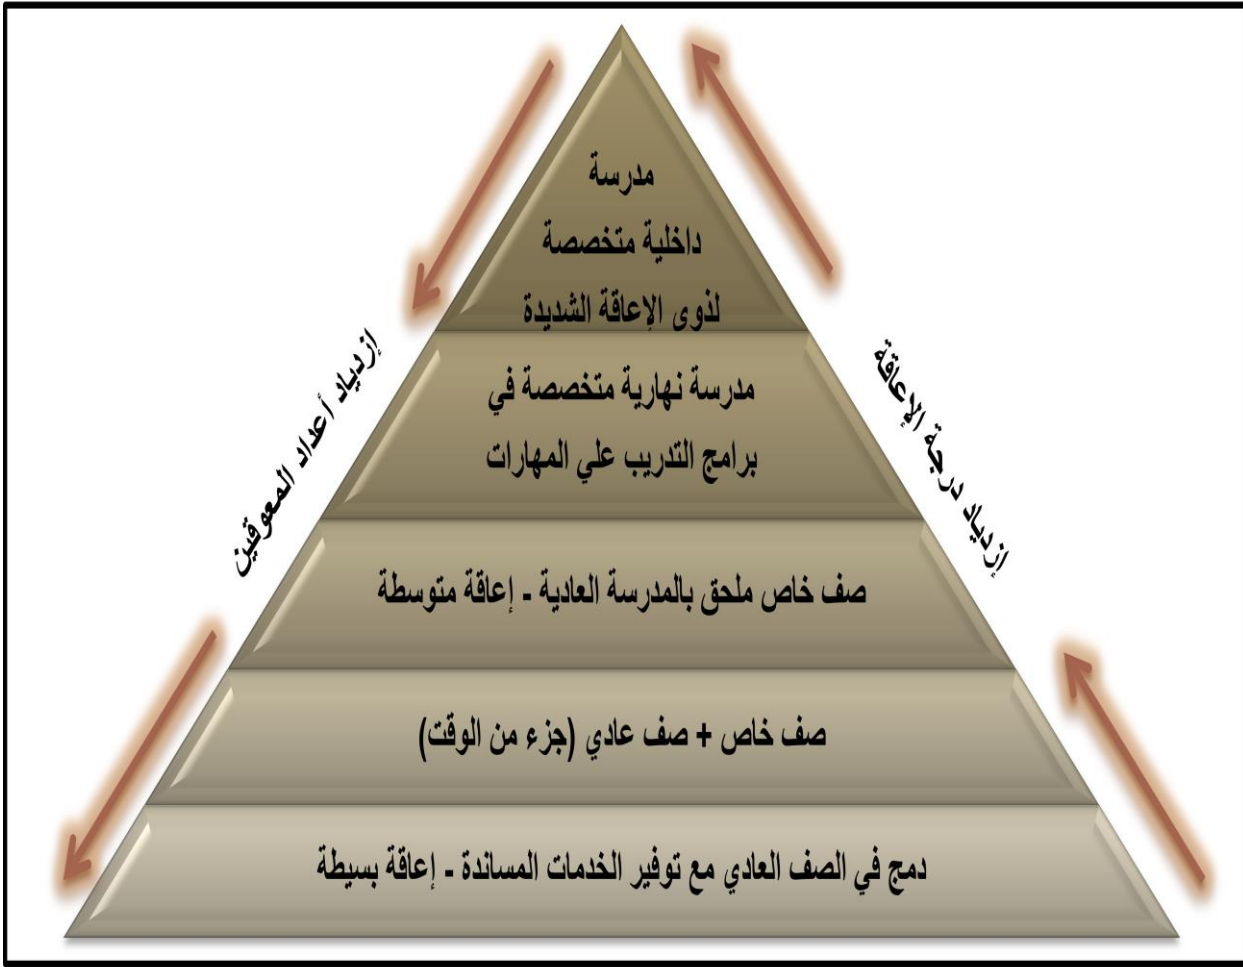 مدرسة
داخلية متخصصة
لذوى الإعاقة الشديدة
مدرسة نهارية متخصصة في
برامج التدريب علي المهارات
صف خاص ملحق بالمدرسة العادية - إعاقة متوسطة
صف خاص + صف عادي (جزء من الوقت)
دمج في الصف العادي مع توفير الخدمات المساندة - إعاقة بسيطة
إزدياد درجة الإعاقة
إزدياد أعداد المعوقين